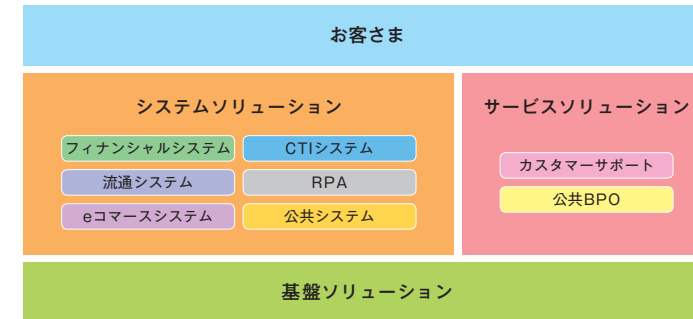 お客さま
システムソリューション
フィナンシャルシステム
CTIシステム
流通システム
RPA
eコマースシステム
公共システム
サービスソリューション
カスタマーサポート
公共BPO
基盤ソリューション